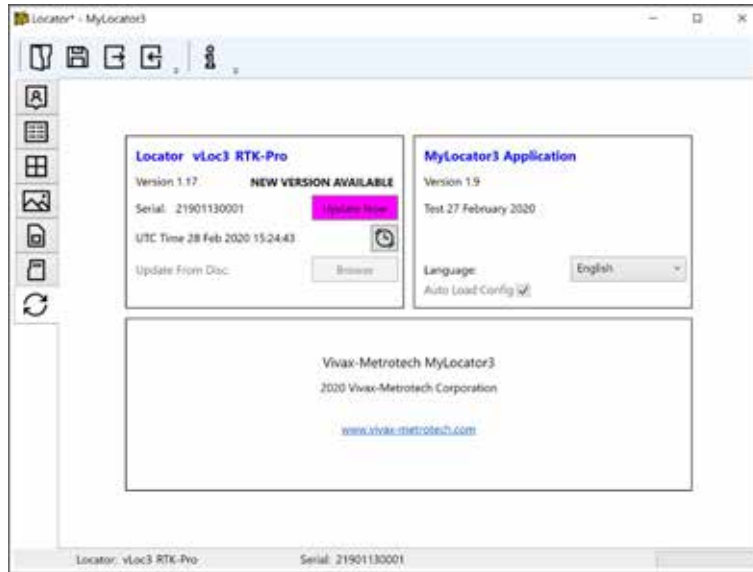 Locator* - MyLocator3
Locator vLoc3 RTK-Pro
Version 1.17 NEW VERSION AVAILABLE
Serial: 21901130001 Update Now
UTC Time 28 Feb 2020 15:24:43
Update From Disc: Browse
MyLocator3 Application
Version 1.9
Test 27 February 2020
Language: English
Auto Load Config
Vivax-Metrotech MyLocator3
2020 Vivax-Metrotech Corporation
www.vivax-metrotech.com
Locator: vLoc3 RTK-Pro Serial: 21901130001